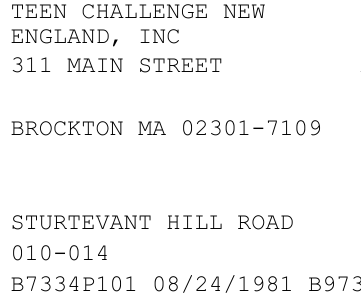 TEEN CHALLENGE NEW
ENGLAND, INC
311 MAIN STREET
BROCKTON MA 02301-7109
STURTEVANT HILL ROAD
010-014
B7334P101 08/24/1981 B973